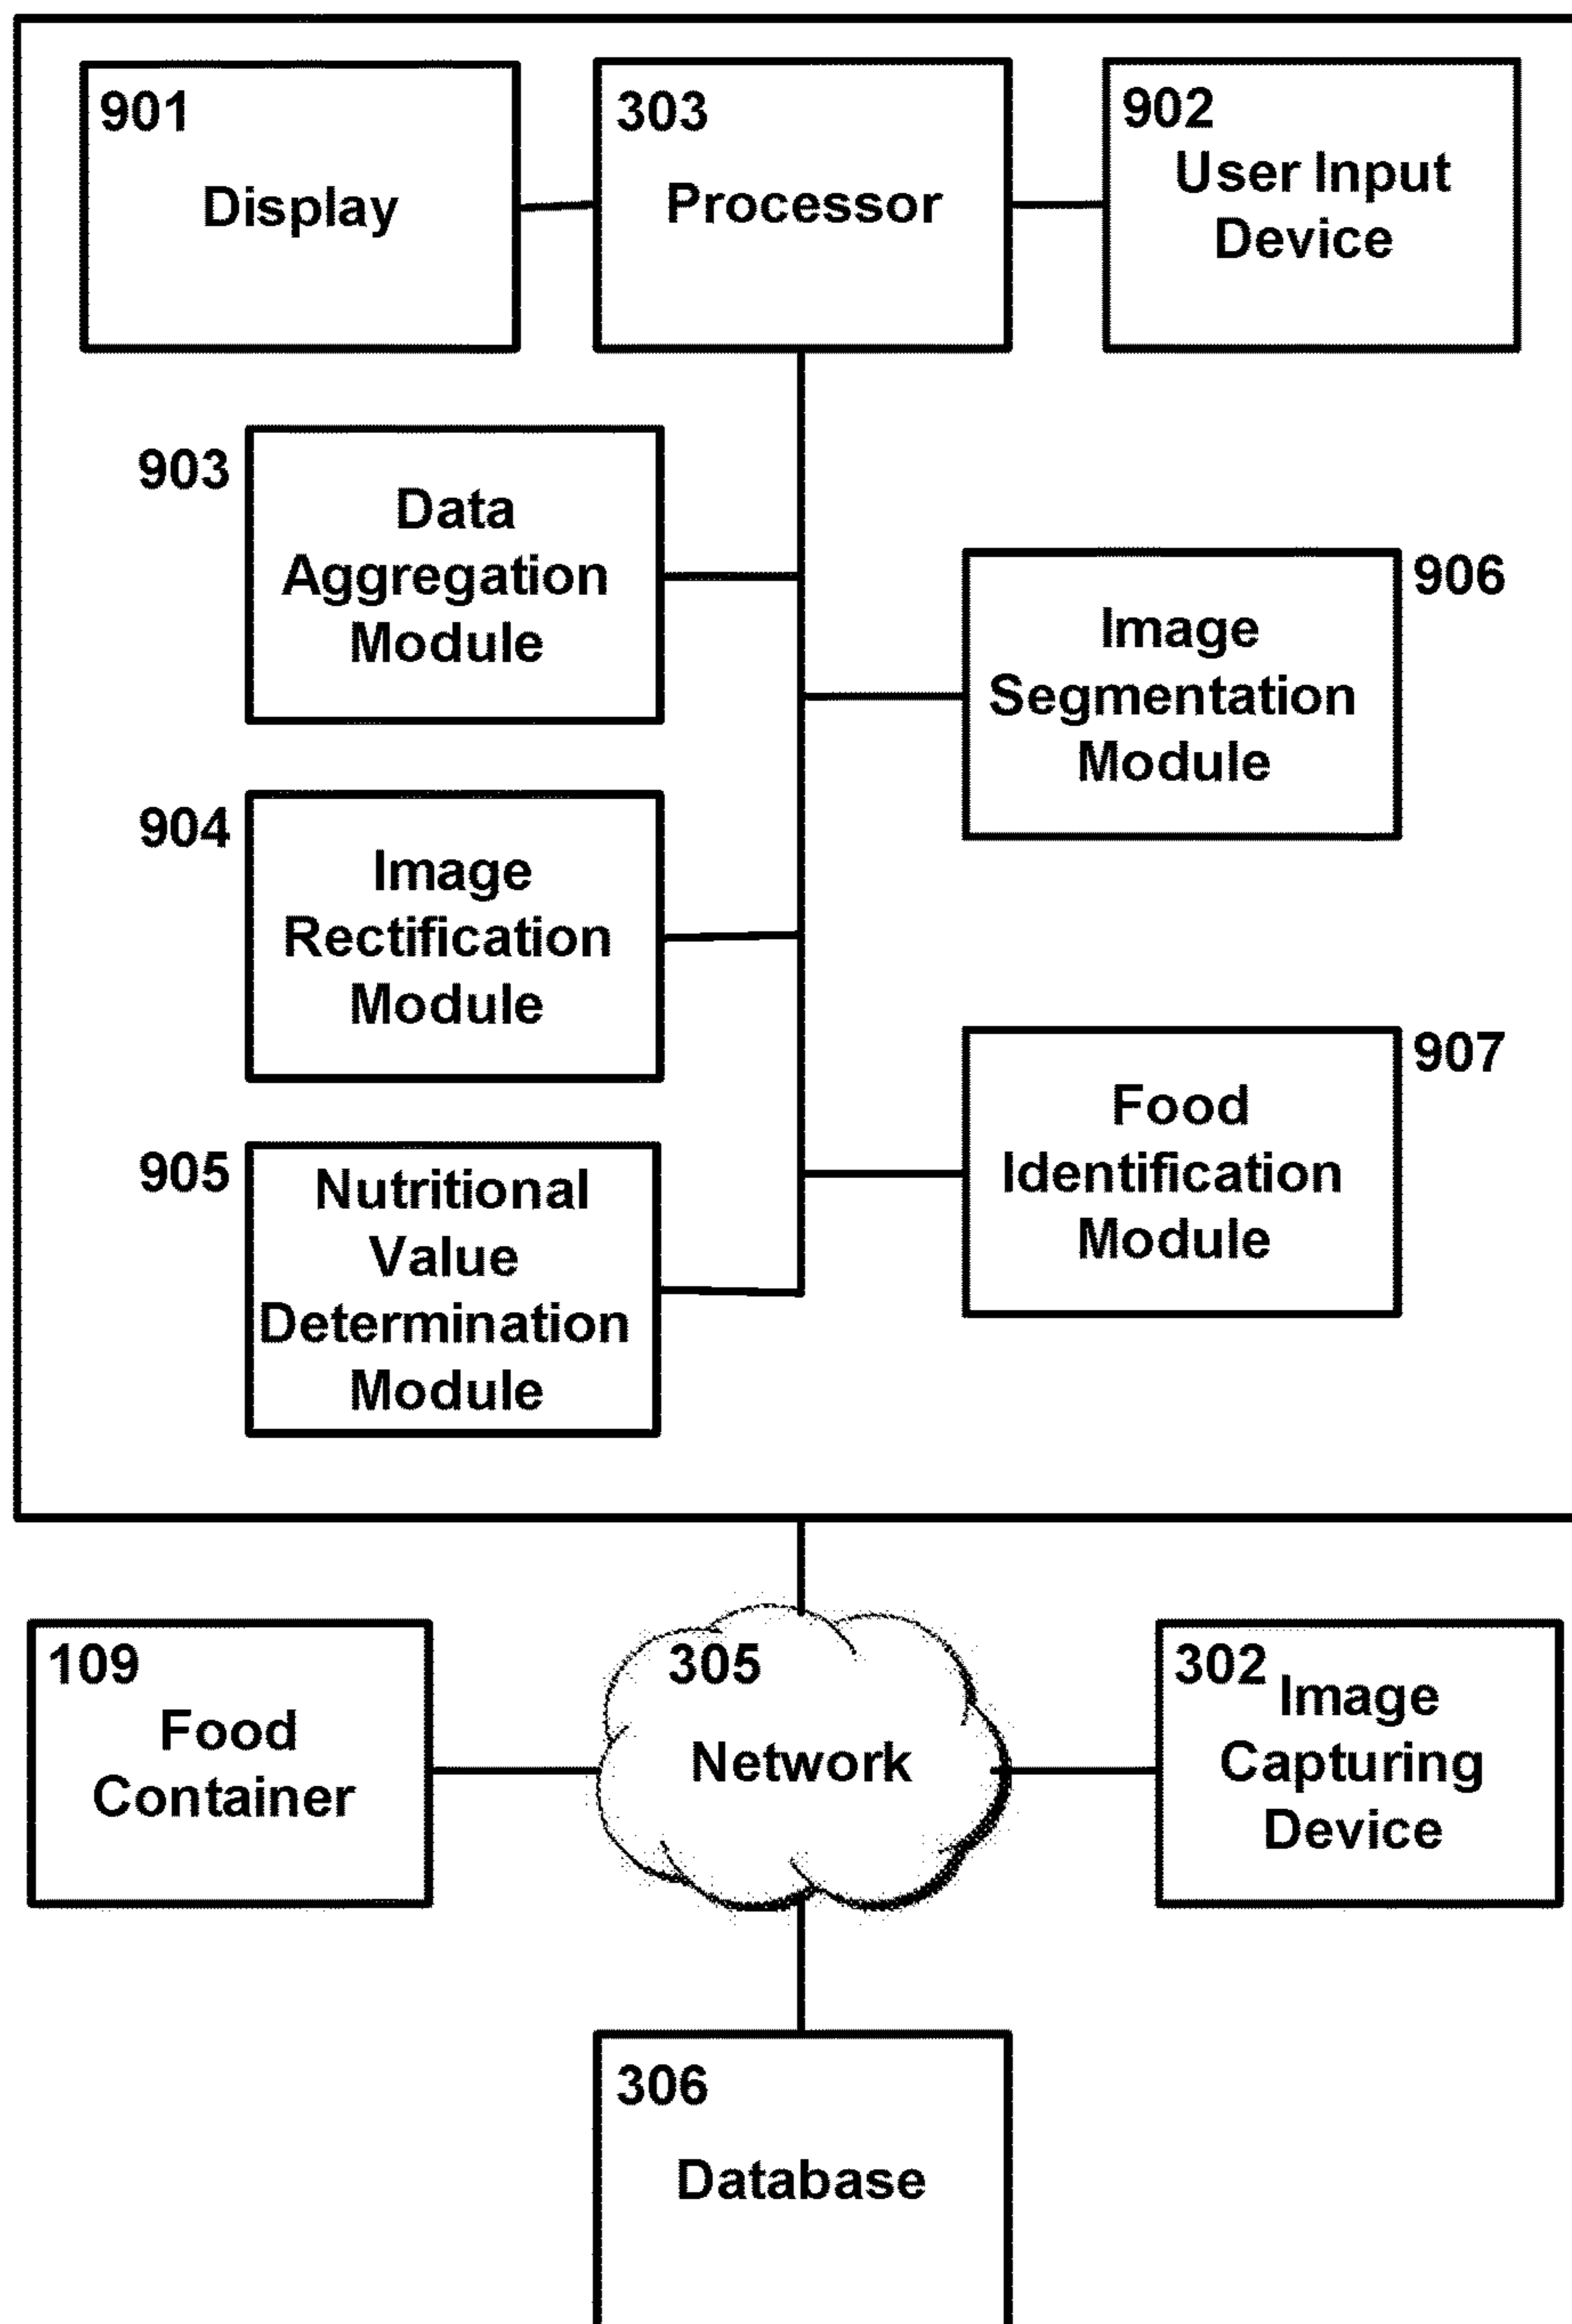 901
Display
303
Processor
902
User Input
Device
903
Data
Aggregation
Module
906
Image
Segmentation
Module
904
Image
Rectification
Module
907
Food
Identification
Module
905
Nutritional
Value
Determination
Module
109
Food
Container
305
Network
302
Image
Capturing
Device
306
Database